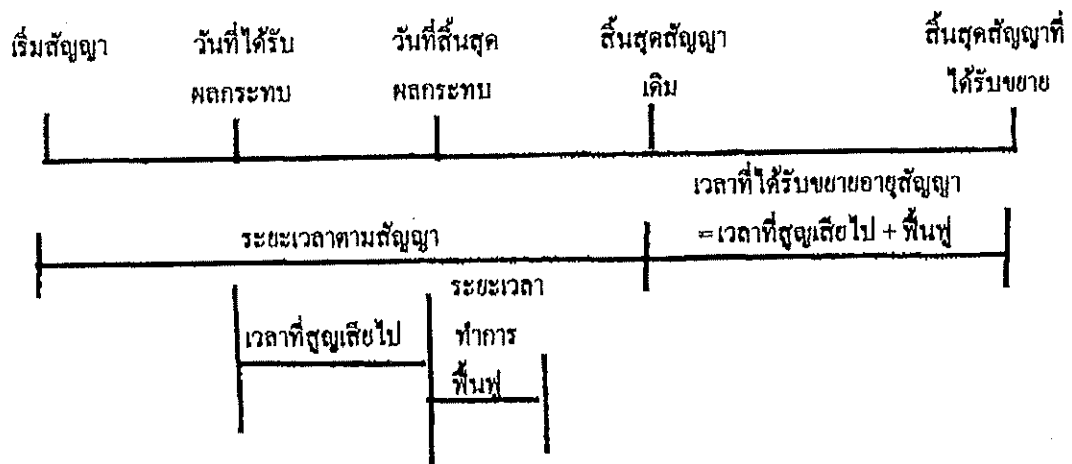 เริ่มสัญญา วันที่ได้รับ วันที่สิ้นสุด สิ้นสุดสัญญา สิ้นสุดสัญญาที่
ผลกระทบ ผลกระทบ เดิม ได้รับขยาย
เวลาที่ได้รับขยายอายุสัญญา
ระยะเวลาตามสัญญา =เวลาที่สูญเสียไป + ฟื้นฟู
ระยะเวลา
เวลาที่สูญเสียไป ทำการ
ฟื้นฟู